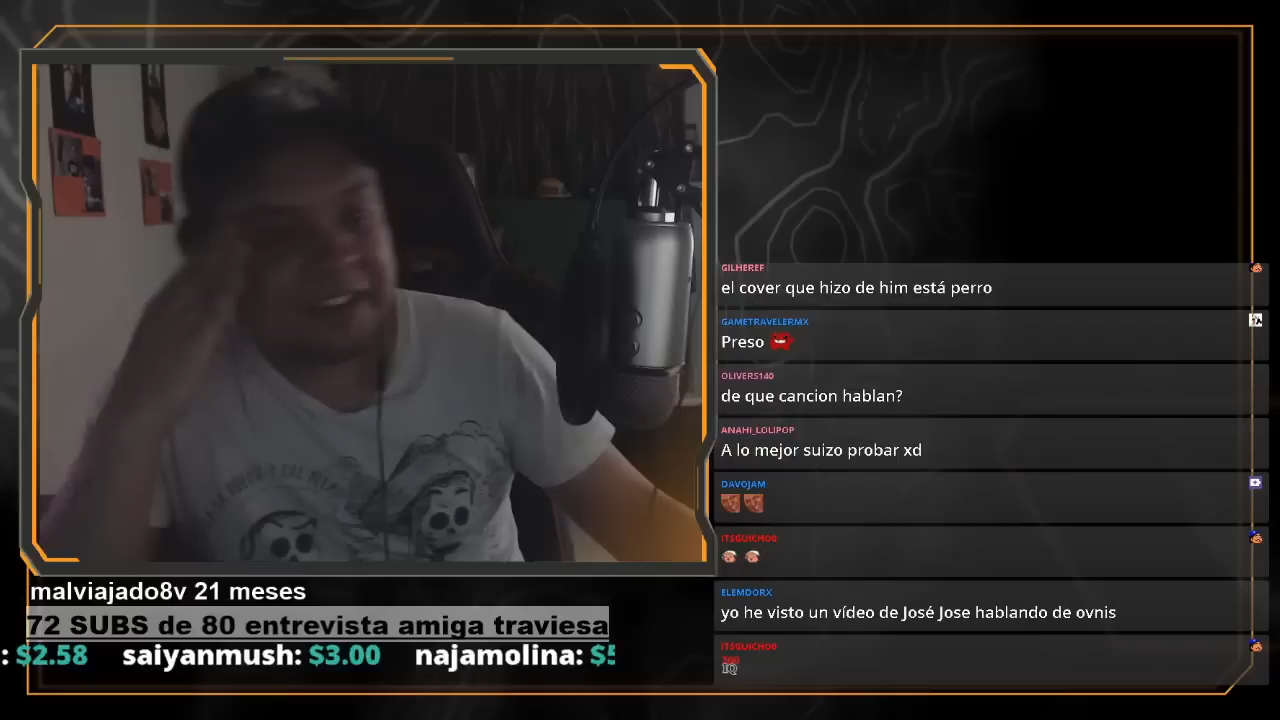 GILHEREF
el cover que hizo de him está perro
GAMETRAVELERMX
Preso
OLIVER5140
de que cancion hablan?
ANAHI_LOLIPOP
A lo mejor suizo probar xd
DAVOJAM
ITSGUICHO0
ELEMDORX
yo he visto un vídeo de José Jose hablando de ovnis
ITSGUICHO0
IQ
malviajado8v 21 meses
72 SUBS de 80 entrevista amiga traviesa
: $2.58 saiyanmush: $3.00 najamolina: $5